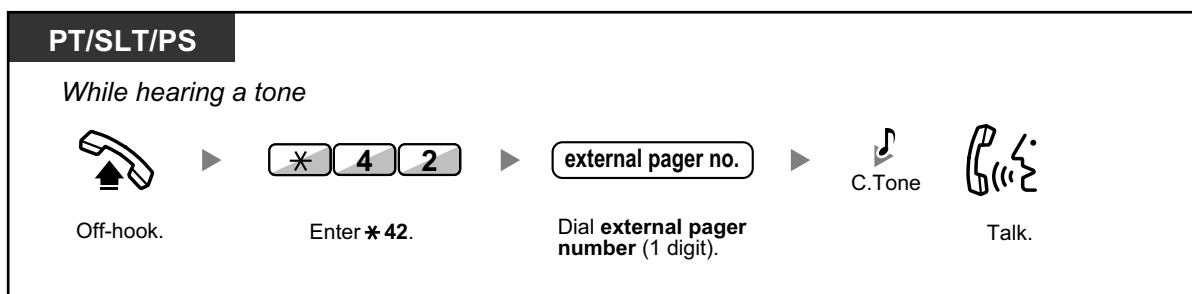 PT/SLT/PS
While hearing a tone
✳ 4 2
external pager no.
C.Tone
Off-hook.
Enter ✳ 42.
Dial external pager
number (1 digit).
Talk.